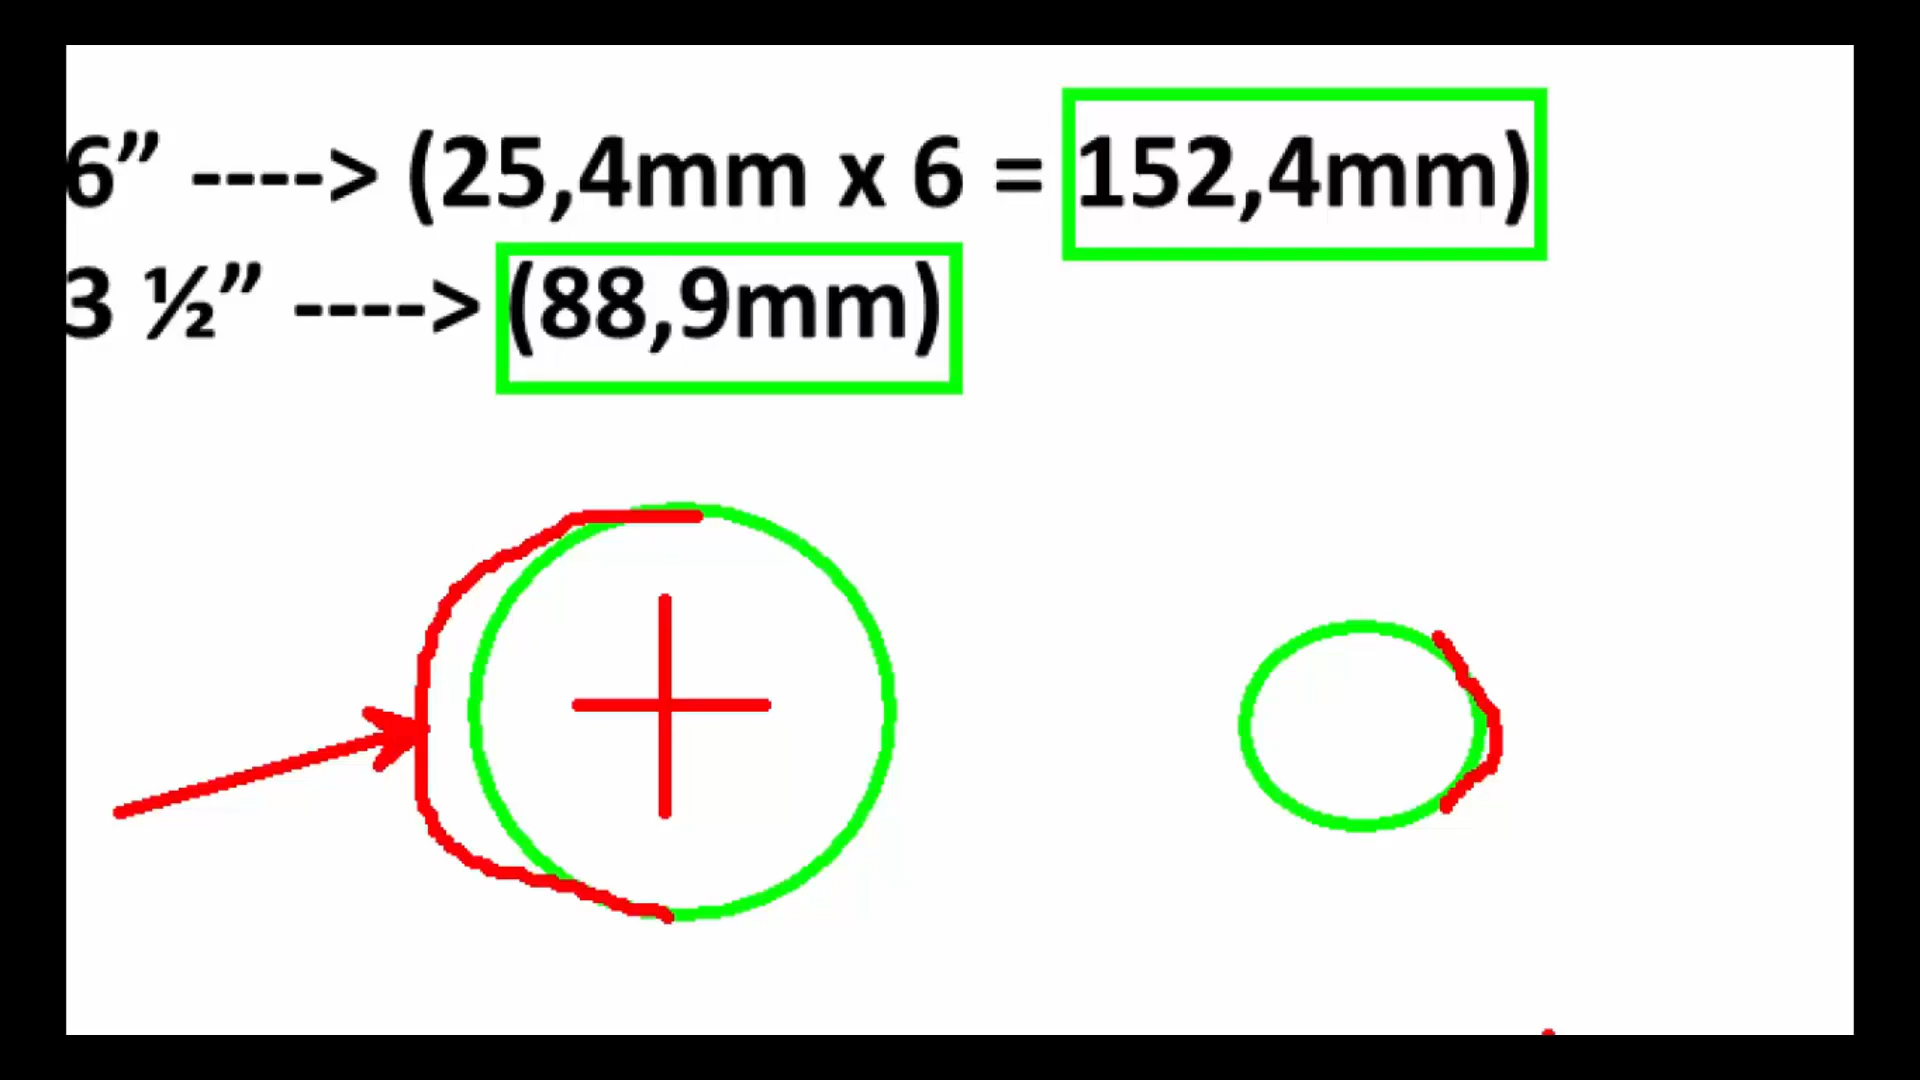 6” ----> (25,4mm x 6 = 152,4mm)
3 ½” ----> (88,9mm)